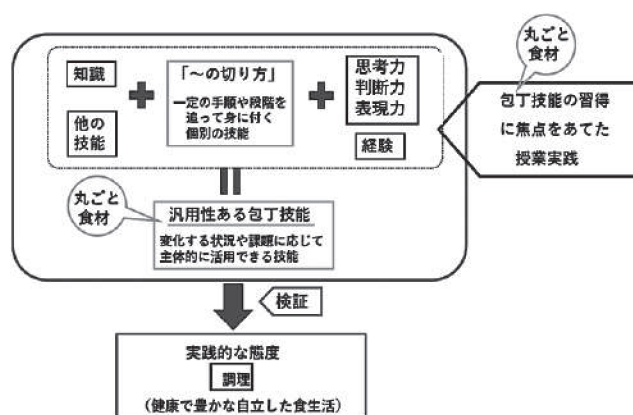 丸ごと
食材
知識
他の
技能
「〜の切り方」
一定の手順や段階を
追って身に付く
個別の技能
思考力
判断力
表現力
経験
包丁技能の習得
に焦点をあてた
授業実践
丸ごと
食材
汎用性ある包丁技能
変化する状況や課題に応じて
主体的に活用できる技能
検証
実践的な態度
調理
(健康で豊かな自立した食生活)